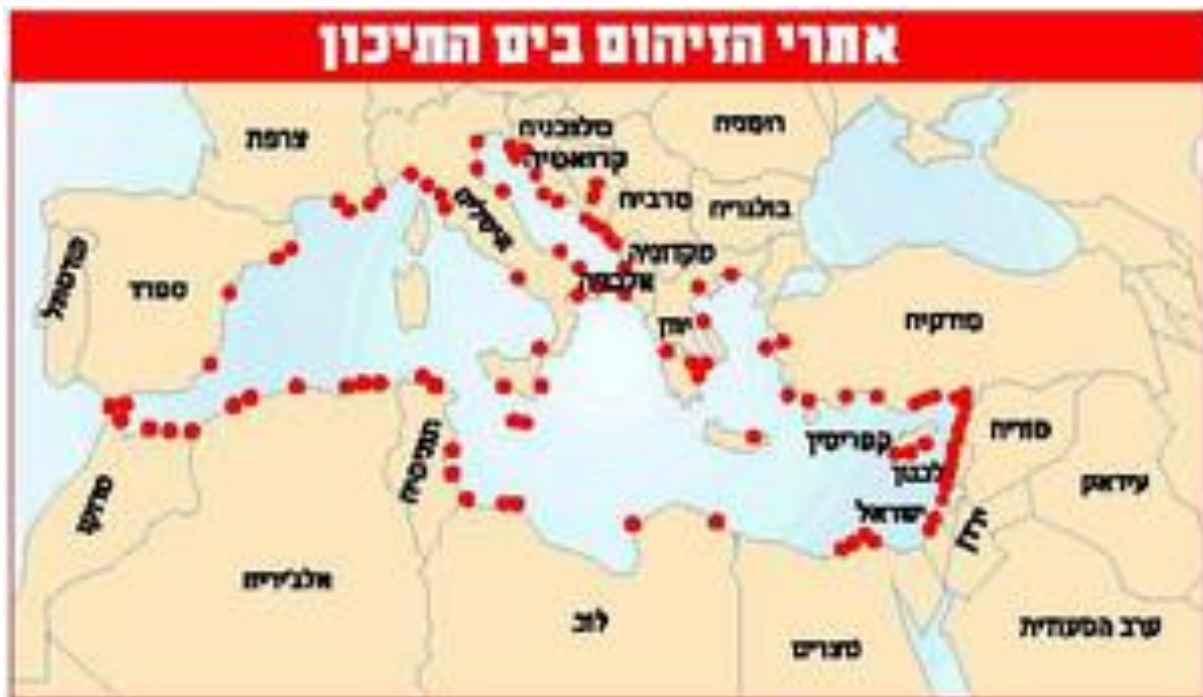 אתרי הזיהום בים התיכון
צרפת
סלובניה
קרואטיה
רומניה
סרביה
בולגריה
איטליה
מקדוניה
אלבניה
פורטוגל
ספרד
יוון
טורקיה
קפריסין
סוריה
לבנון
עיראק
ישראל
ירדן
תוניסיה
מרוקו
אלג'יריה
לוב
מצרים
ערב הסעודית